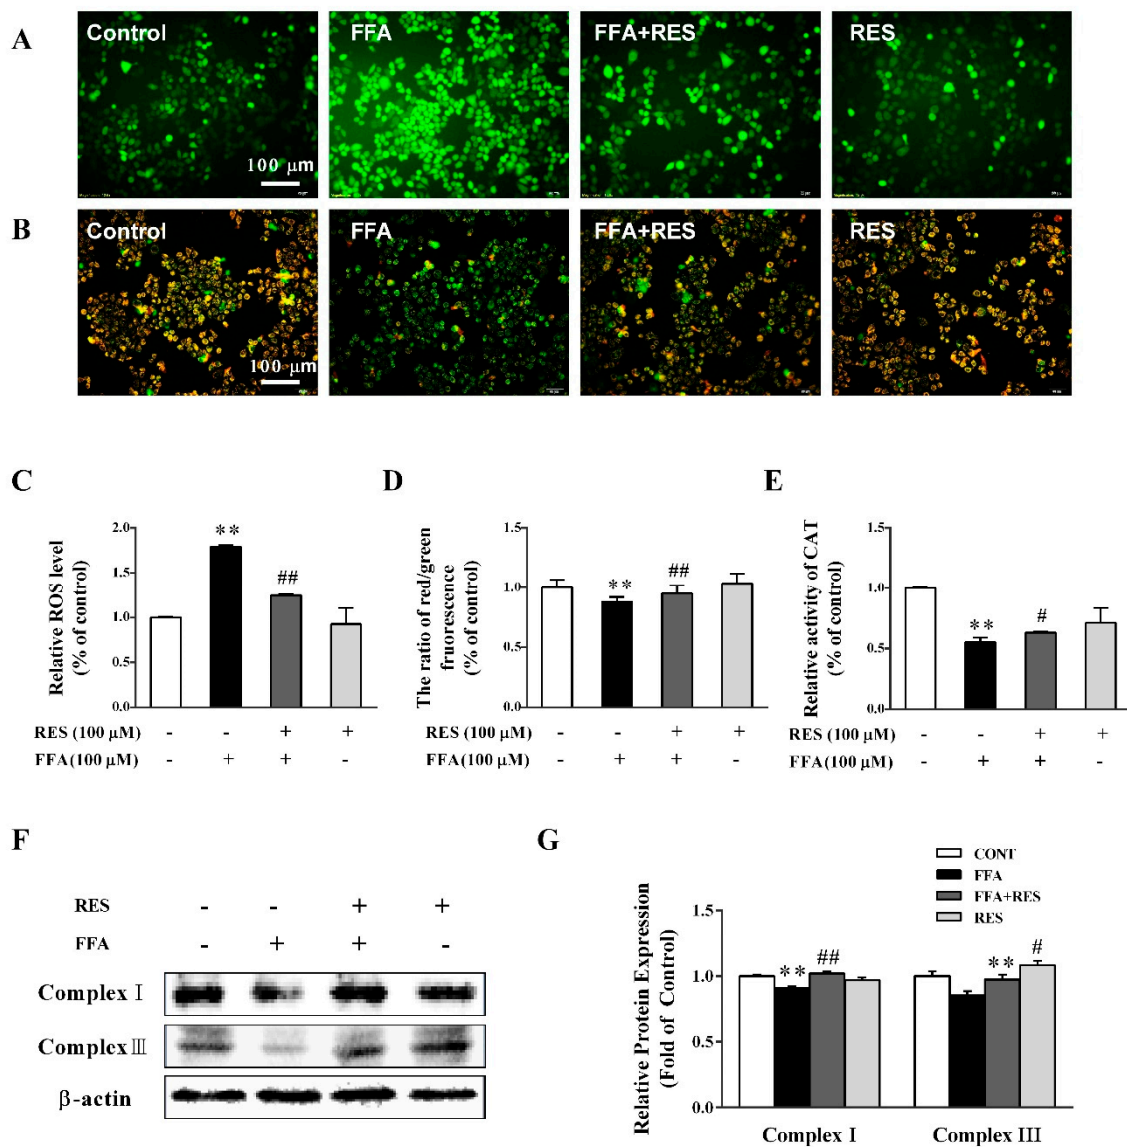 A
Control
FFA
FFA+RES
RES
100 μm
B
Control
FFA
FFA+RES
RES
100 μm
C
Relative ROS level
(% of control)
2.0
1.5
1.0
0.5
0.0
**
##
RES (100 μM) - - + +
FFA(100 μM) - + + -
D
The ratio of red/green
fruorescence
(% of control)
1.5
1.0
0.5
0.0
**
##
RES (100 μM) - - + +
FFA (100 μM) - + + -
E
Relative activity of CAT
(% of control)
1.5
1.0
0.5
0.0
**
#
RES (100 μM) - - + +
FFA(100 μM) - + + -
F
RES - - + +
FFA - + + -
Complex Ⅰ
Complex Ⅲ
β-actin
G
CONT
FFA
FFA+RES
RES
Relative Protein Expression
(Fold of Control)
1.5
1.0
0.5
0.0
**
##
**
#
Complex I
Complex III